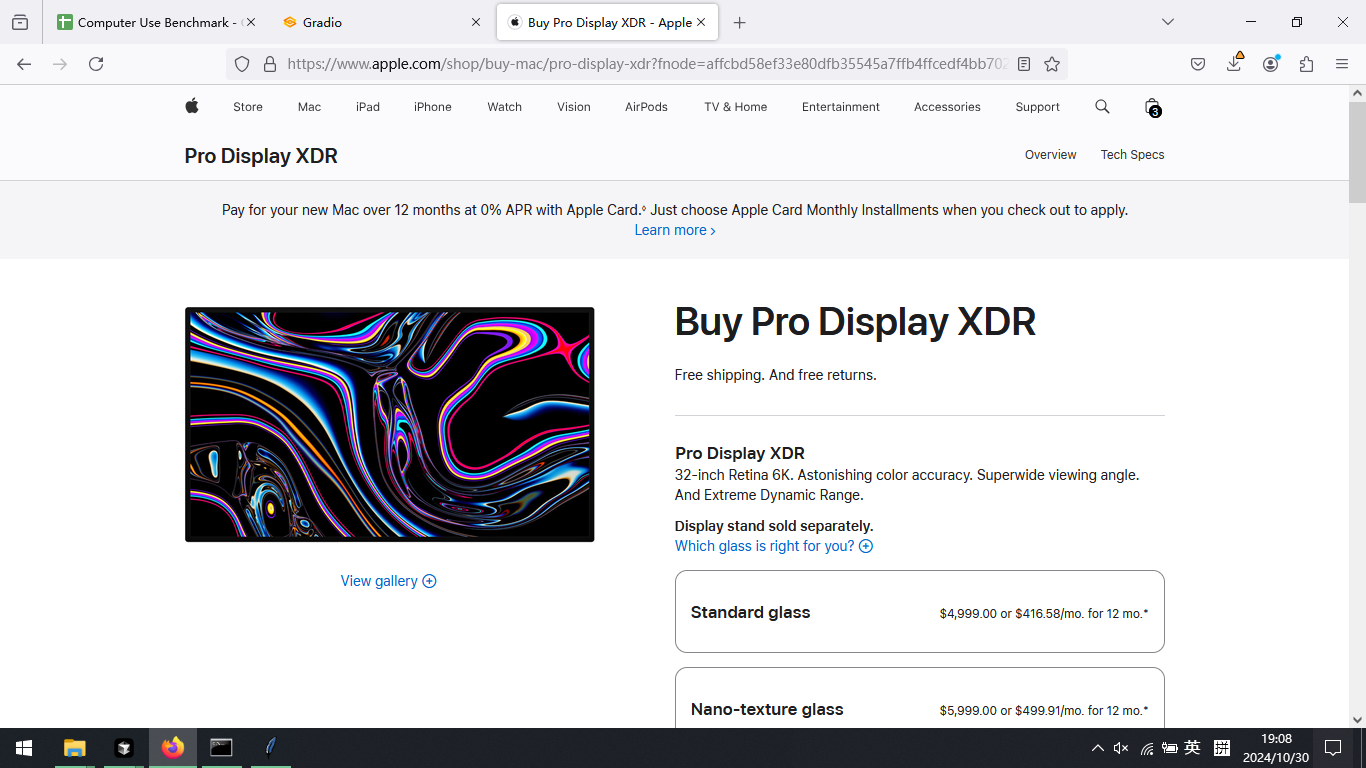 Computer Use Benchmark -
Gradio
Buy Pro Display XDR - Apple
https://www.apple.com/shop/buy-mac/pro-display-xdr?fnode=affcbd58ef33e80dfb35545a7ffb4ffcedf4bb702
Store
Mac
iPad
iPhone
Watch
Vision
AirPods
TV & Home
Entertainment
Accessories
Support
3
Pro Display XDR
Overview
Tech Specs
Pay for your new Mac over 12 months at 0% APR with Apple Card.◊ Just choose Apple Card Monthly Installments when you check out to apply.
Learn more ›
Buy Pro Display XDR
Free shipping. And free returns.
Pro Display XDR
32-inch Retina 6K. Astonishing color accuracy. Superwide viewing angle.
And Extreme Dynamic Range.
Display stand sold separately.
Which glass is right for you?
View gallery
Standard glass
$4,999.00 or $416.58/mo. for 12 mo.*
Nano-texture glass
$5,999.00 or $499.91/mo. for 12 mo.*
英
拼
19:08
2024/10/30